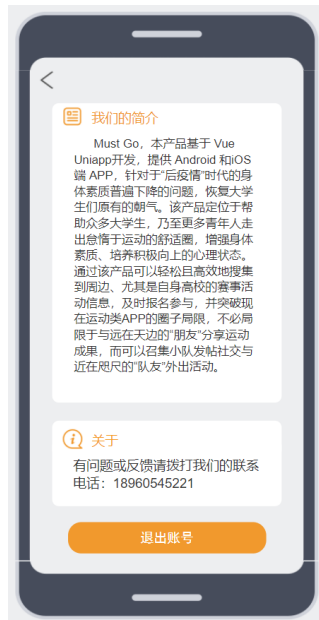 我们的简介
Must Go，本产品基于 Vue
Uniapp开发，提供 Android 和iOS
端 APP，针对于“后疫情”时代的身
体素质普遍下降的问题，恢复大学
生们原有的朝气。该产品定位于帮
助众多大学生，乃至更多青年人走
出怠惰于运动的舒适圈，增强身体
素质、培养积极向上的心理状态。
通过该产品可以轻松且高效地搜集
到周边、尤其是自身高校的赛事活
动信息，及时报名参与，并突破现
在运动类APP的圈子局限，不必局
限于与远在天边的“朋友”分享运动
成果，而可以召集小队发帖社交与
近在咫尺的“队友”外出活动。
关于
有问题或反馈请拨打我们的联系
电话：18960545221
退出账号